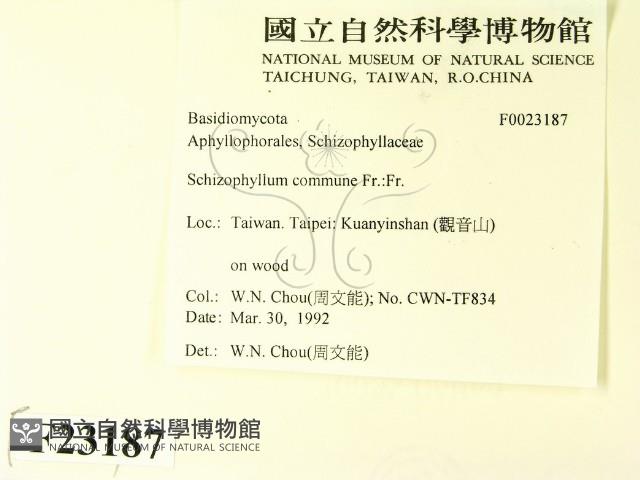 國立自然科學博物館
NATIONAL MUSEUM OF NATURAL SCIENCE
TAICHUNG, TAIWAN, R.O.CHINA
Basidiomycota F0023187
Aphyllophorales, Schizophyllaceae
Schizophyllum commune Fr.:Fr.
Loc.: Taiwan. Taipei: Kuanyinshan (觀音山)
on wood
Col.: W.N. Chou(周文能); No. CWN-TF834
Date: Mar. 30, 1992
Det.: W.N. Chou(周文能)
國立自然科學博物館
NATIONAL MUSEUM OF NATURAL SCIENCE
F23187